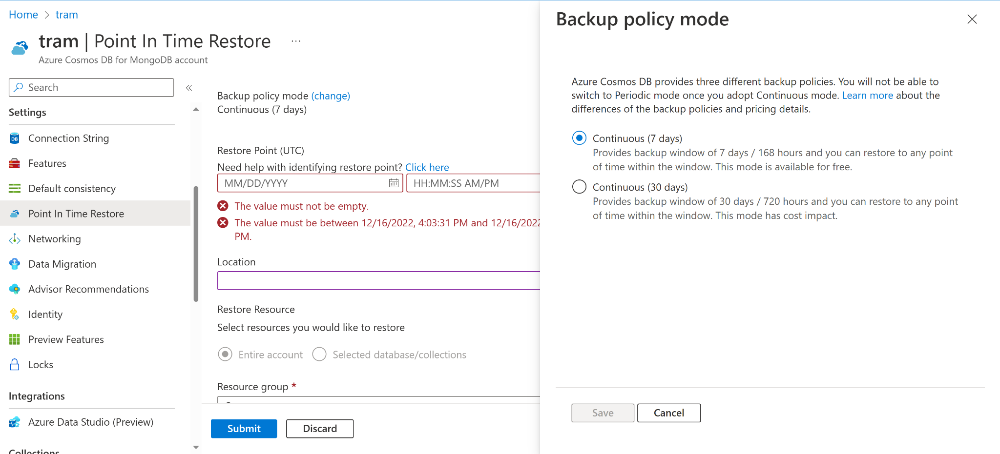 Home > tram
tram | Point In Time Restore ...
Azure Cosmos DB for MongoDB account
Search
«
Settings
DB
Connection String
Features
Default consistency
Point In Time Restore
Networking
Data Migration
Advisor Recommendations
Identity
Preview Features
Locks
Integrations
Azure Data Studio (Preview)
Collections
Backup policy mode (change)
Continuous (7 days)
Restore Point (UTC)
Need help with identifying restore point? Click here
MM/DD/YYYY
HH:MM:SS AM/PM
The value must not be empty.
The value must be between 12/16/2022, 4:03:31 PM and 12/16/2022
PM.
Location
Restore Resource
Select resources you would like to restore
Entire account
Selected database/collections
Resource group *
Submit
Discard
Backup policy mode
Azure Cosmos DB provides three different backup policies. You will not be able to
switch to Periodic mode once you adopt Continuous mode. Learn more about the
differences of the backup policies and pricing details.
Continuous (7 days)
Provides backup window of 7 days / 168 hours and you can restore to any point
of time within the window. This mode is available for free.
Continuous (30 days)
Provides backup window of 30 days / 720 hours and you can restore to any point
of time within the window. This mode has cost impact.
Save
Cancel